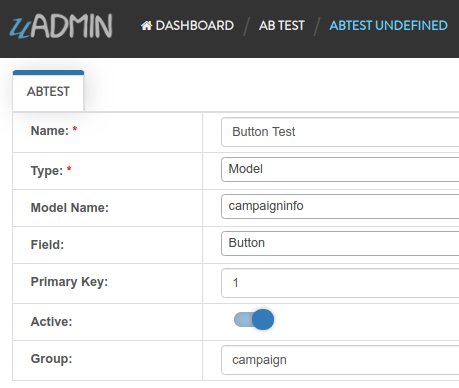 uADMIN DASHBOARD / AB TEST / ABTEST UNDEFINED
ABTEST
Name: * Button Test
Type: * Model
Model Name: campaigninfo
Field: Button
Primary Key: 1
Active:
Group: campaign